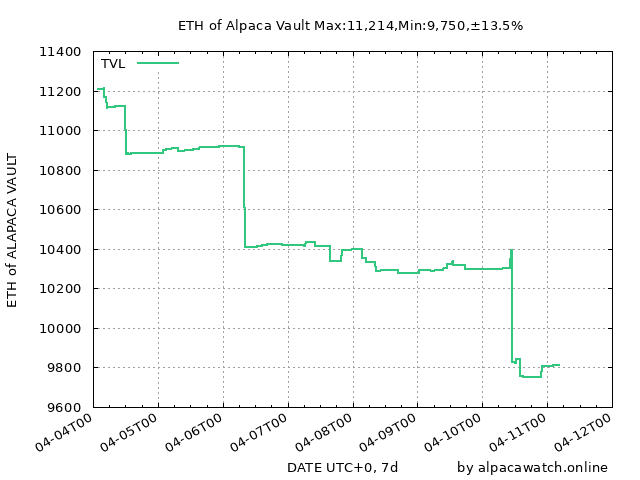 ETH of Alpaca Vault Max:11,214,Min:9,750,±13.5%
TVL
11400
11200
11000
10800
10600
10400
10200
10000
9800
9600
ETH of ALAPACA VAULT
04-04T00
04-05T00
04-06T00
04-07T00
04-08T00
04-09T00
04-10T00
04-11T00
04-12T00
DATE UTC+0, 7d
by alpacawatch.online